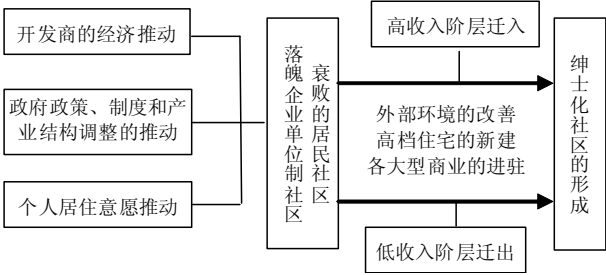 开发商的经济推动
政府政策、制度和产
业结构调整的推动
个人居住意愿推动
落魄企业单位制社区
衰败的居民社区
高收入阶层迁入
外部环境的改善
高档住宅的新建
各大型商业的进驻
低收入阶层迁出
绅士化社区的形成